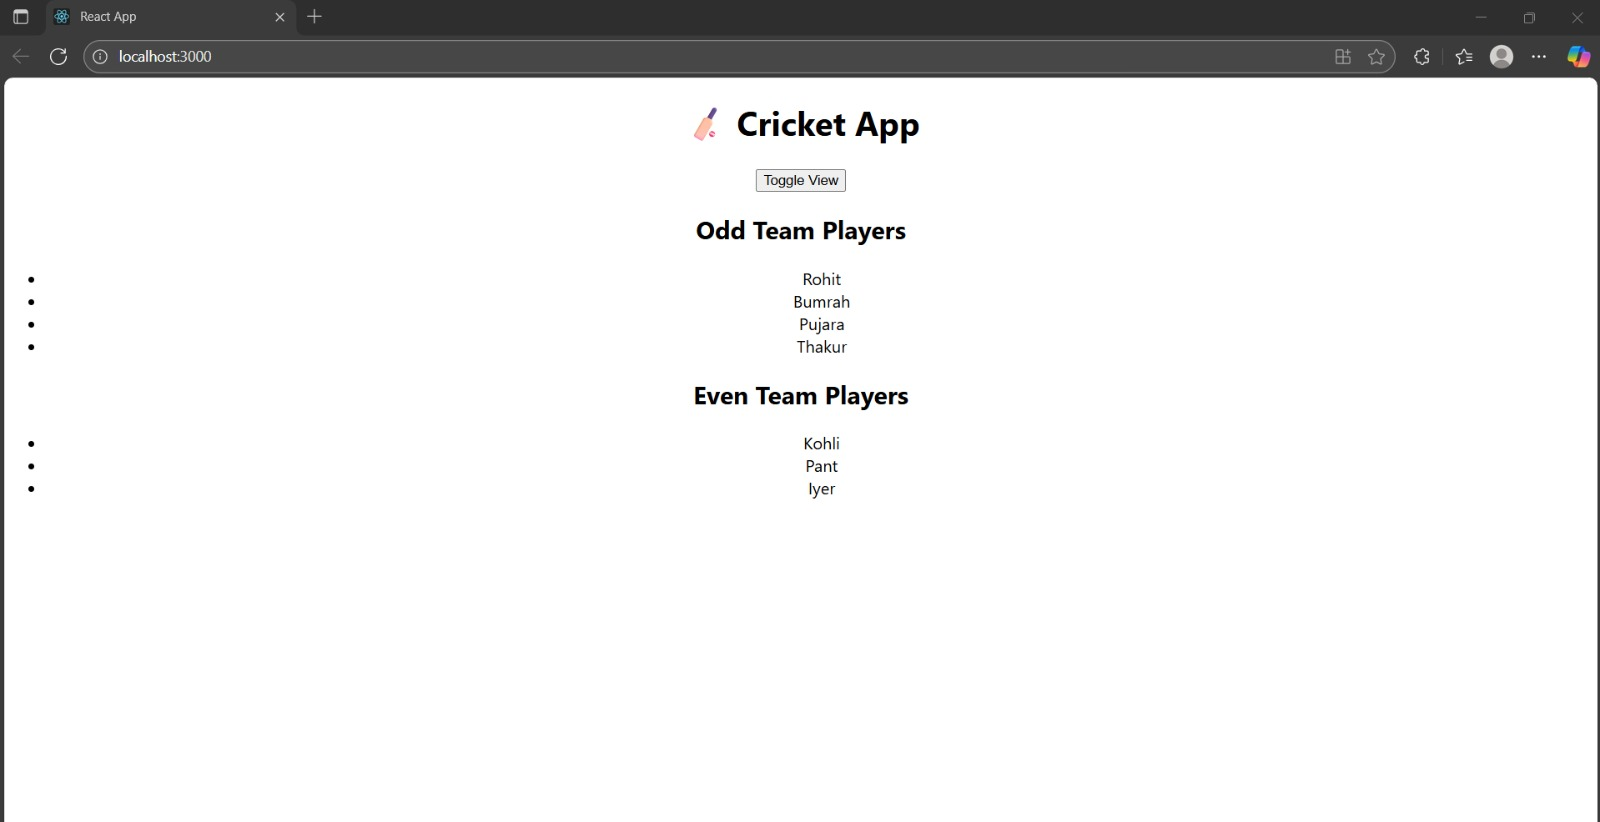 React App
localhost:3000
Cricket App
Toggle View
Odd Team Players
Rohit
Bumrah
Pujara
Thakur
Even Team Players
Kohli
Pant
Iyer